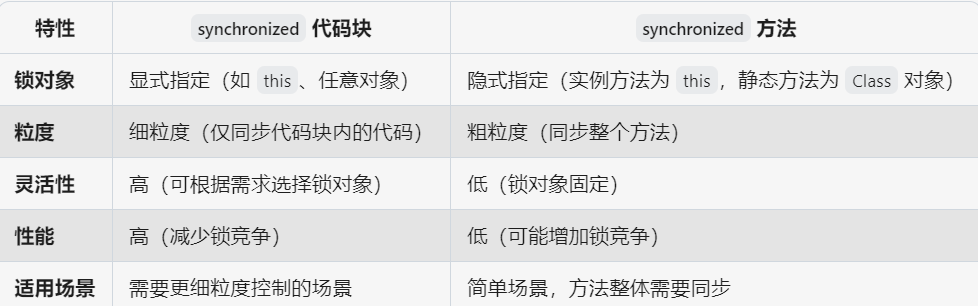 特性 synchronized 代码块 synchronized 方法
锁对象 显式指定（如 this、任意对象） 隐式指定（实例方法为 this，静态方法为 Class 对象）
粒度 细粒度（仅同步代码块内的代码） 粗粒度（同步整个方法）
灵活性 高（可根据需求选择锁对象） 低（锁对象固定）
性能 高（减少锁竞争） 低（可能增加锁竞争）
适用场景 需要更细粒度控制的场景 简单场景，方法整体需要同步